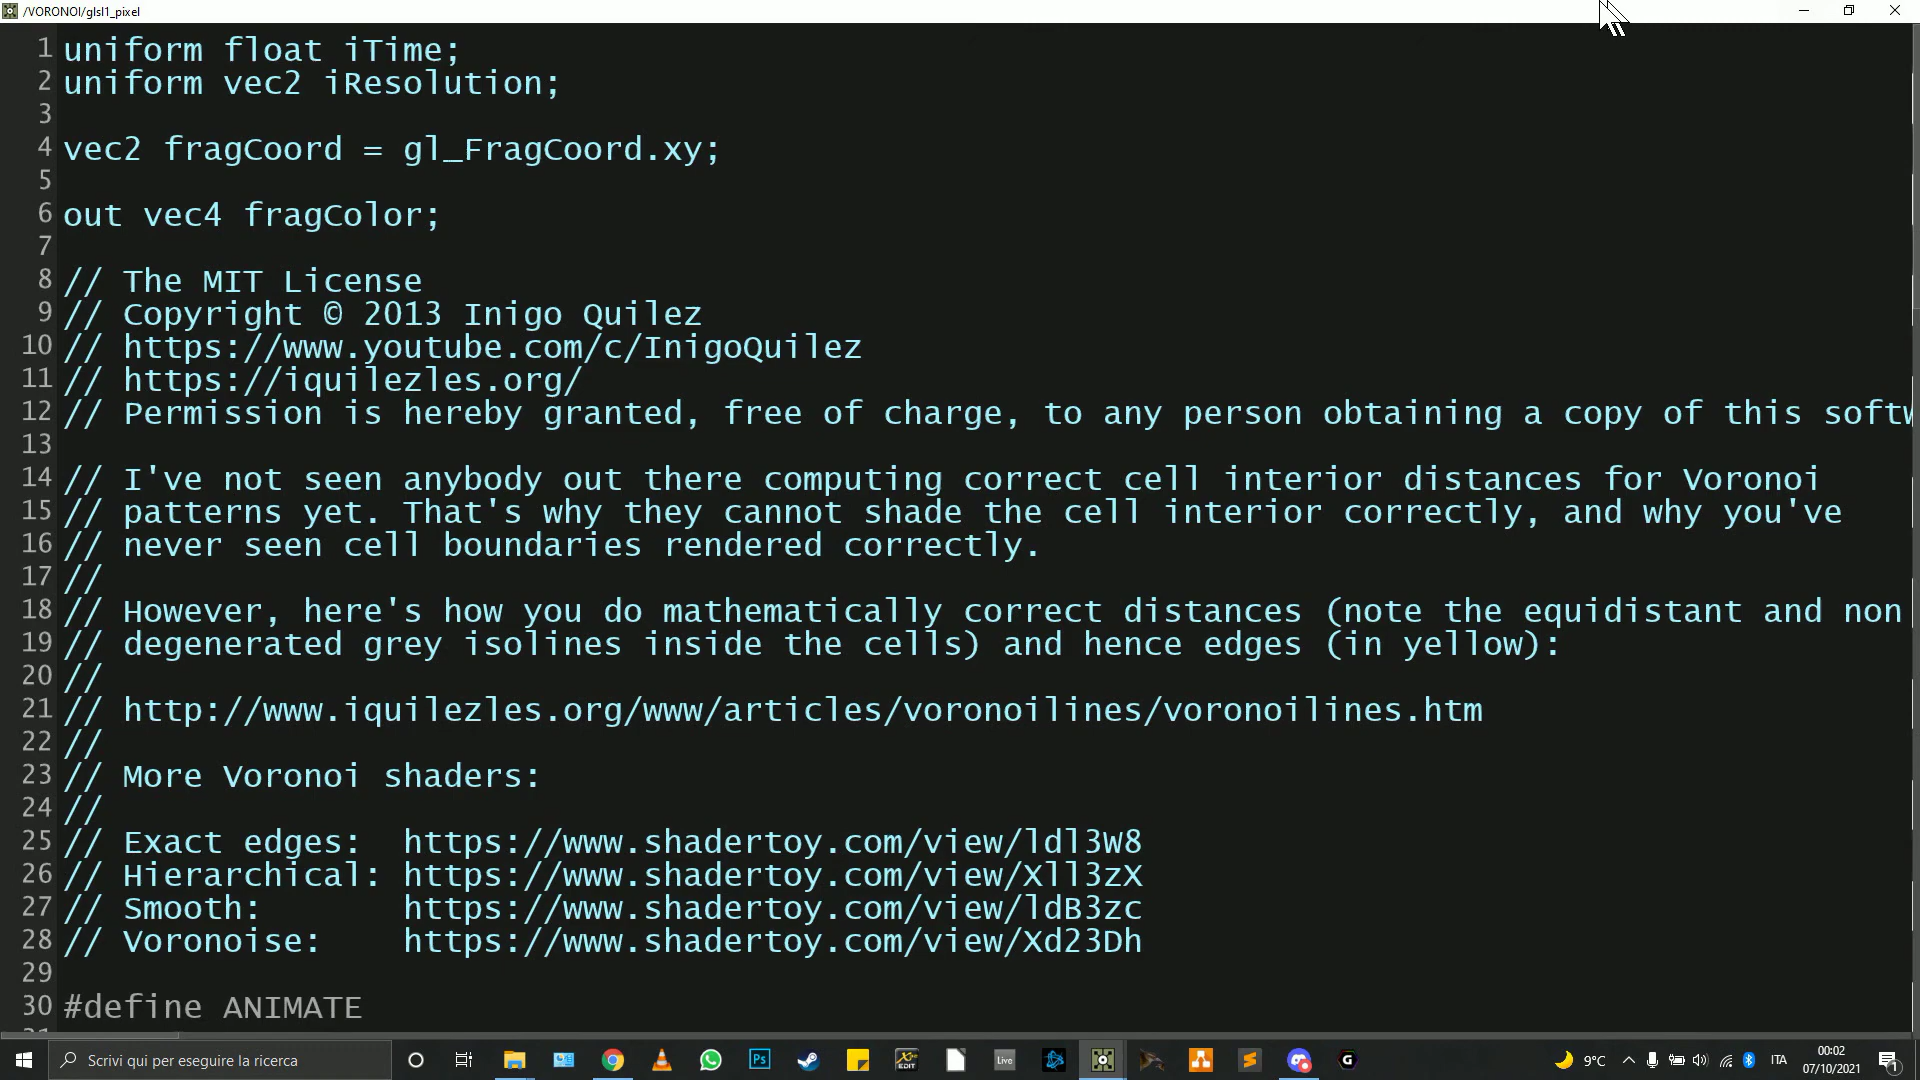 /VORONOI/glsl1_pixel
1 uniform float iTime;
2 uniform vec2 iResolution;
3
4 vec2 fragCoord = gl_FragCoord.xy;
5
6 out vec4 fragColor;
7
8 // The MIT License
9 // Copyright © 2013 Inigo Quilez
10 // https://www.youtube.com/c/InigoQuilez
11 // https://iquilezles.org/
12 // Permission is hereby granted, free of charge, to any person obtaining a copy of this softw
13
14 // I've not seen anybody out there computing correct cell interior distances for Voronoi
15 // patterns yet. That's why they cannot shade the cell interior correctly, and why you've
16 // never seen cell boundaries rendered correctly.
17 //
18 // However, here's how you do mathematically correct distances (note the equidistant and non
19 // degenerated grey isolines inside the cells) and hence edges (in yellow):
20 //
21 // http://www.iquilezles.org/www/articles/voronoilines/voronoilines.htm
22 //
23 // More Voronoi shaders:
24 //
25 // Exact edges:  https://www.shadertoy.com/view/ldl3W8
26 // Hierarchical: https://www.shadertoy.com/view/Xll3zX
27 // Smooth:       https://www.shadertoy.com/view/ldB3zc
28 // Voronoise:    https://www.shadertoy.com/view/Xd23Dh
29
30 #define ANIMATE
Scrivi qui per eseguire la ricerca
Ps
EDIT
Live
9°C
ITA
00:02
07/10/2021
1